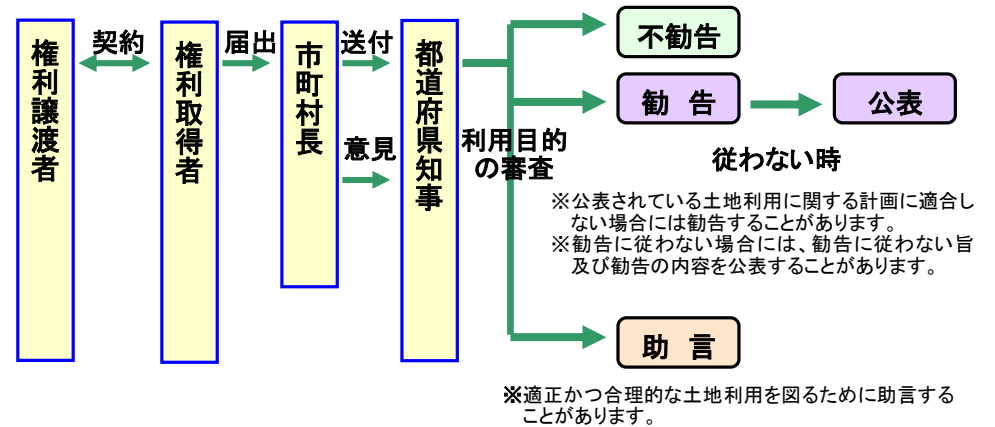 権利譲渡者
契約
権利取得者
届出
市町村長
送付
意見
都道府県知事
利用目的
の審査
不勧告
勧 告
公表
従わない時
※公表されている土地利用に関する計画に適合し
ない場合には勧告することがあります。
※勧告に従わない場合には、勧告に従わない旨
及び勧告の内容を公表することがあります。
助 言
※適正かつ合理的な土地利用を図るために助言する
ことがあります。